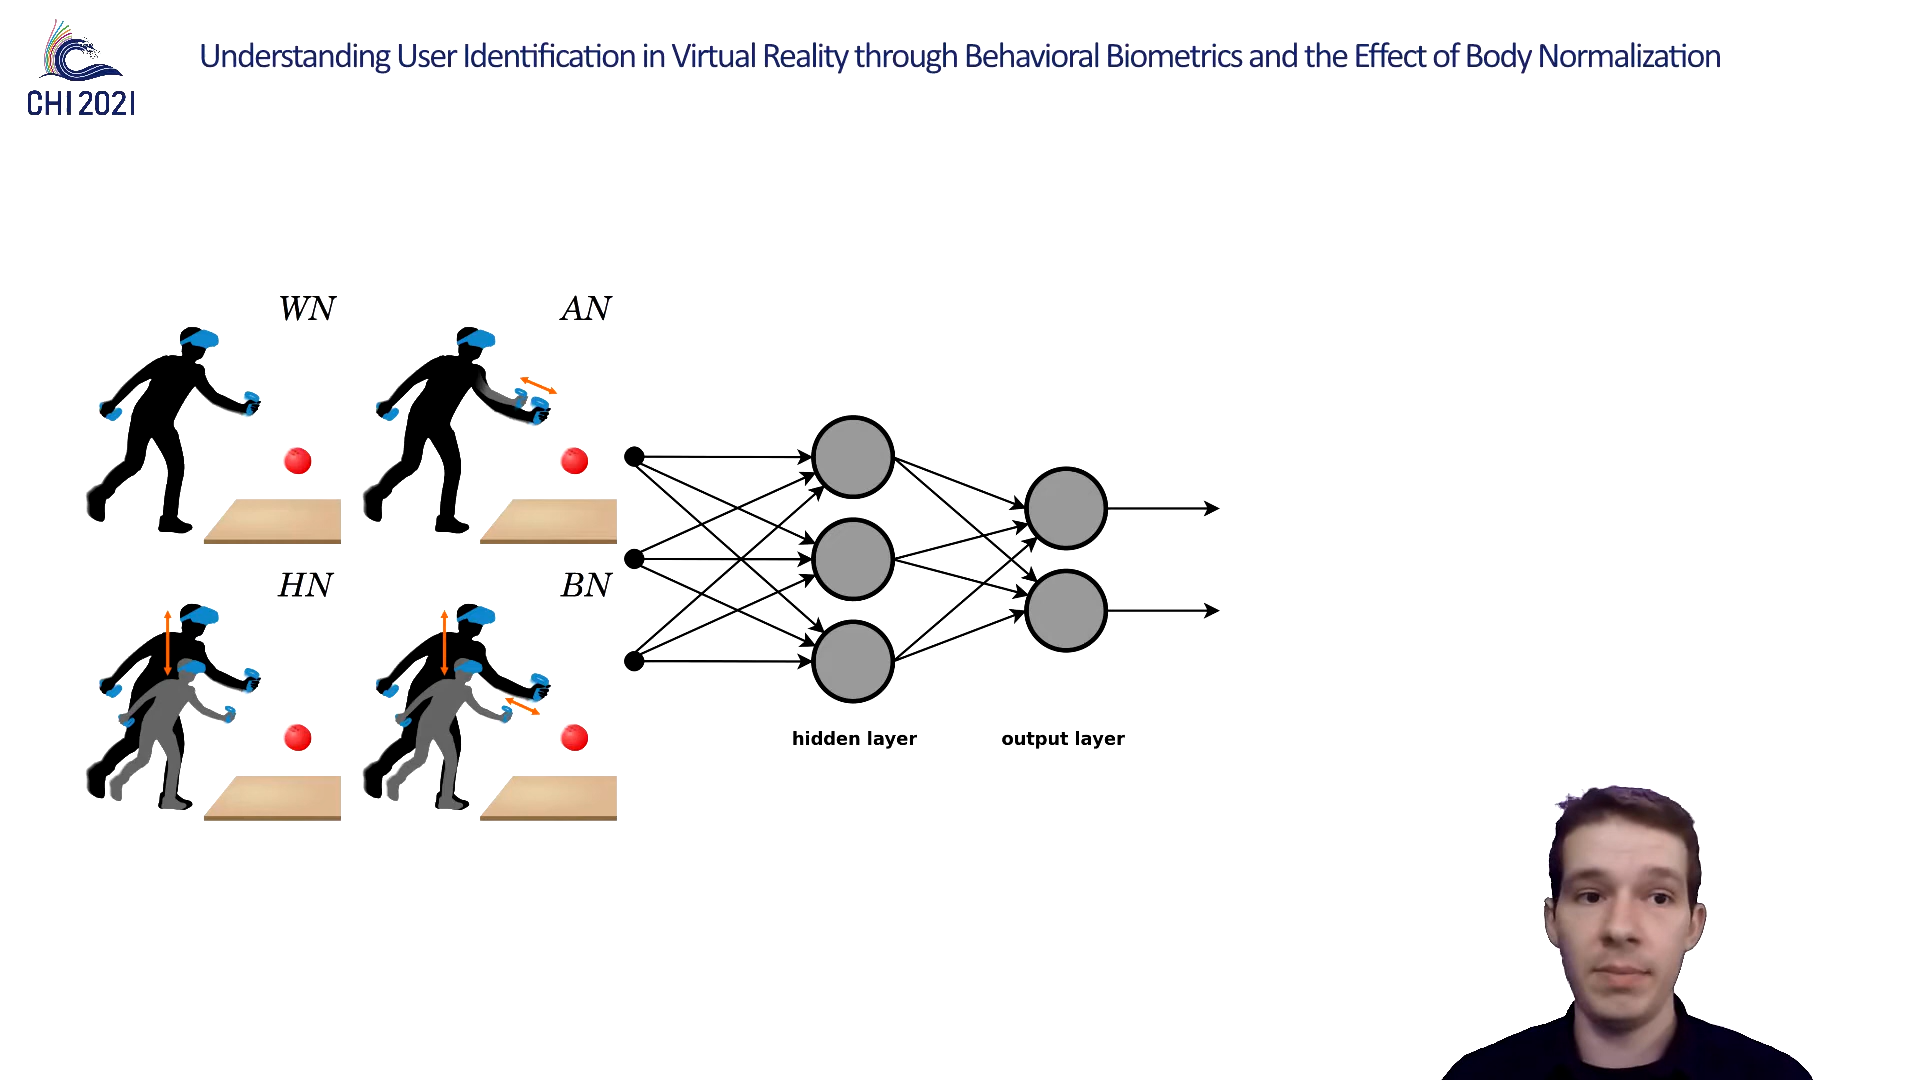 Understanding User Identification in Virtual Reality through Behavioral Biometrics and the Effect of Body Normalization
CHI 2021
WN
AN
HN
BN
hidden layer
output layer